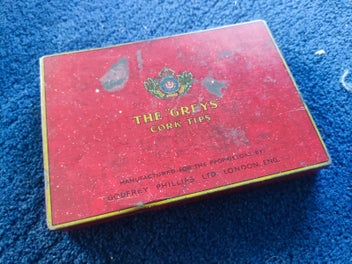 THE "GREYS"
CORK-TIPS
MANUFACTURED FOR THE PROPRIETORS BY
GODFREY PHILLIPS LTD. LONDON, ENG.